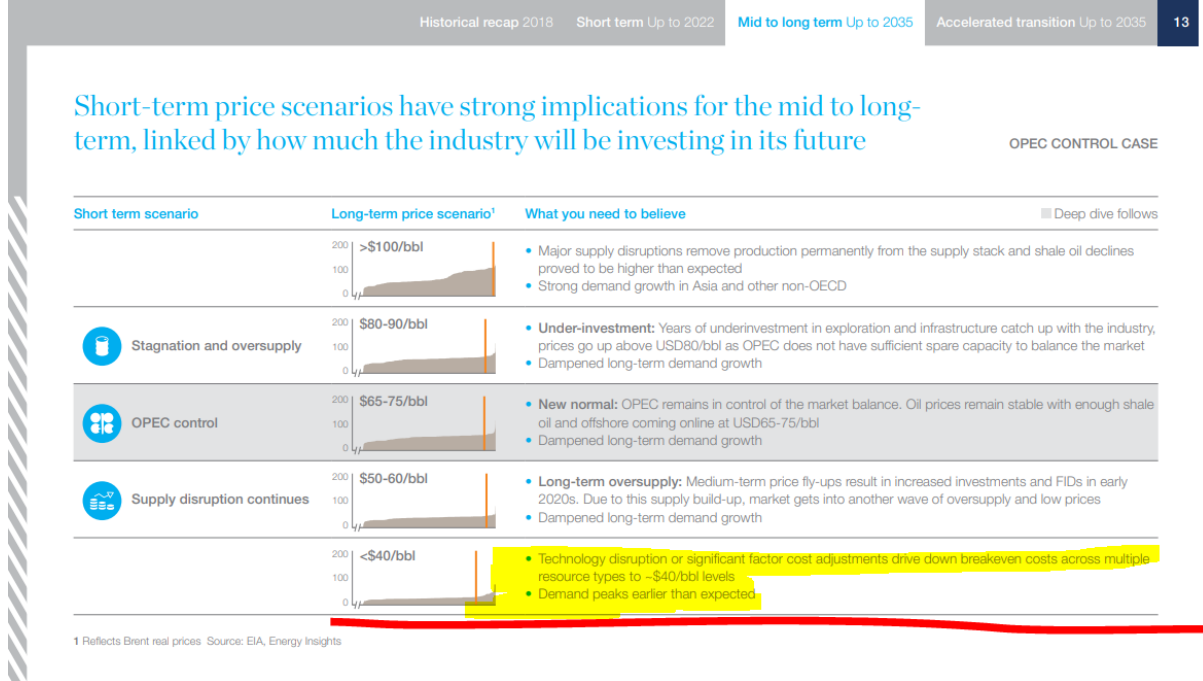 Historical recap 2018 Short term Up to 2022 Mid to long term Up to 2035 Accelerated transition Up to 2035 13
Short-term price scenarios have strong implications for the mid to long-
term, linked by how much the industry will be investing in its future
OPEC CONTROL CASE
Short term scenario Long-term price scenario¹ What you need to believe Deep dive follows
200 >$100/bbl
100
0
• Major supply disruptions remove production permanently from the supply stack and shale oil declines
proved to be higher than expected
• Strong demand growth in Asia and other non-OECD
Stagnation and oversupply
200 $80-90/bbl
100
0
• Under-investment: Years of underinvestment in exploration and infrastructure catch up with the industry,
prices go up above USD80/bbl as OPEC does not have sufficient spare capacity to balance the market
• Dampened long-term demand growth
OPEC control
200 $65-75/bbl
100
0
• New normal: OPEC remains in control of the market balance. Oil prices remain stable with enough shale
oil and offshore coming online at USD65-75/bbl
• Dampened long-term demand growth
Supply disruption continues
200 $50-60/bbl
100
0
• Long-term oversupply: Medium-term price fly-ups result in increased investments and FIDs in early
2020s. Due to this supply build-up, market gets into another wave of oversupply and low prices
• Dampened long-term demand growth
200 <$40/bbl
100
0
• Technology disruption or significant factor cost adjustments drive down breakeven costs across multiple
resource types to ~$40/bbl levels
• Demand peaks earlier than expected
1 Reflects Brent real prices Source: EIA, Energy Insights